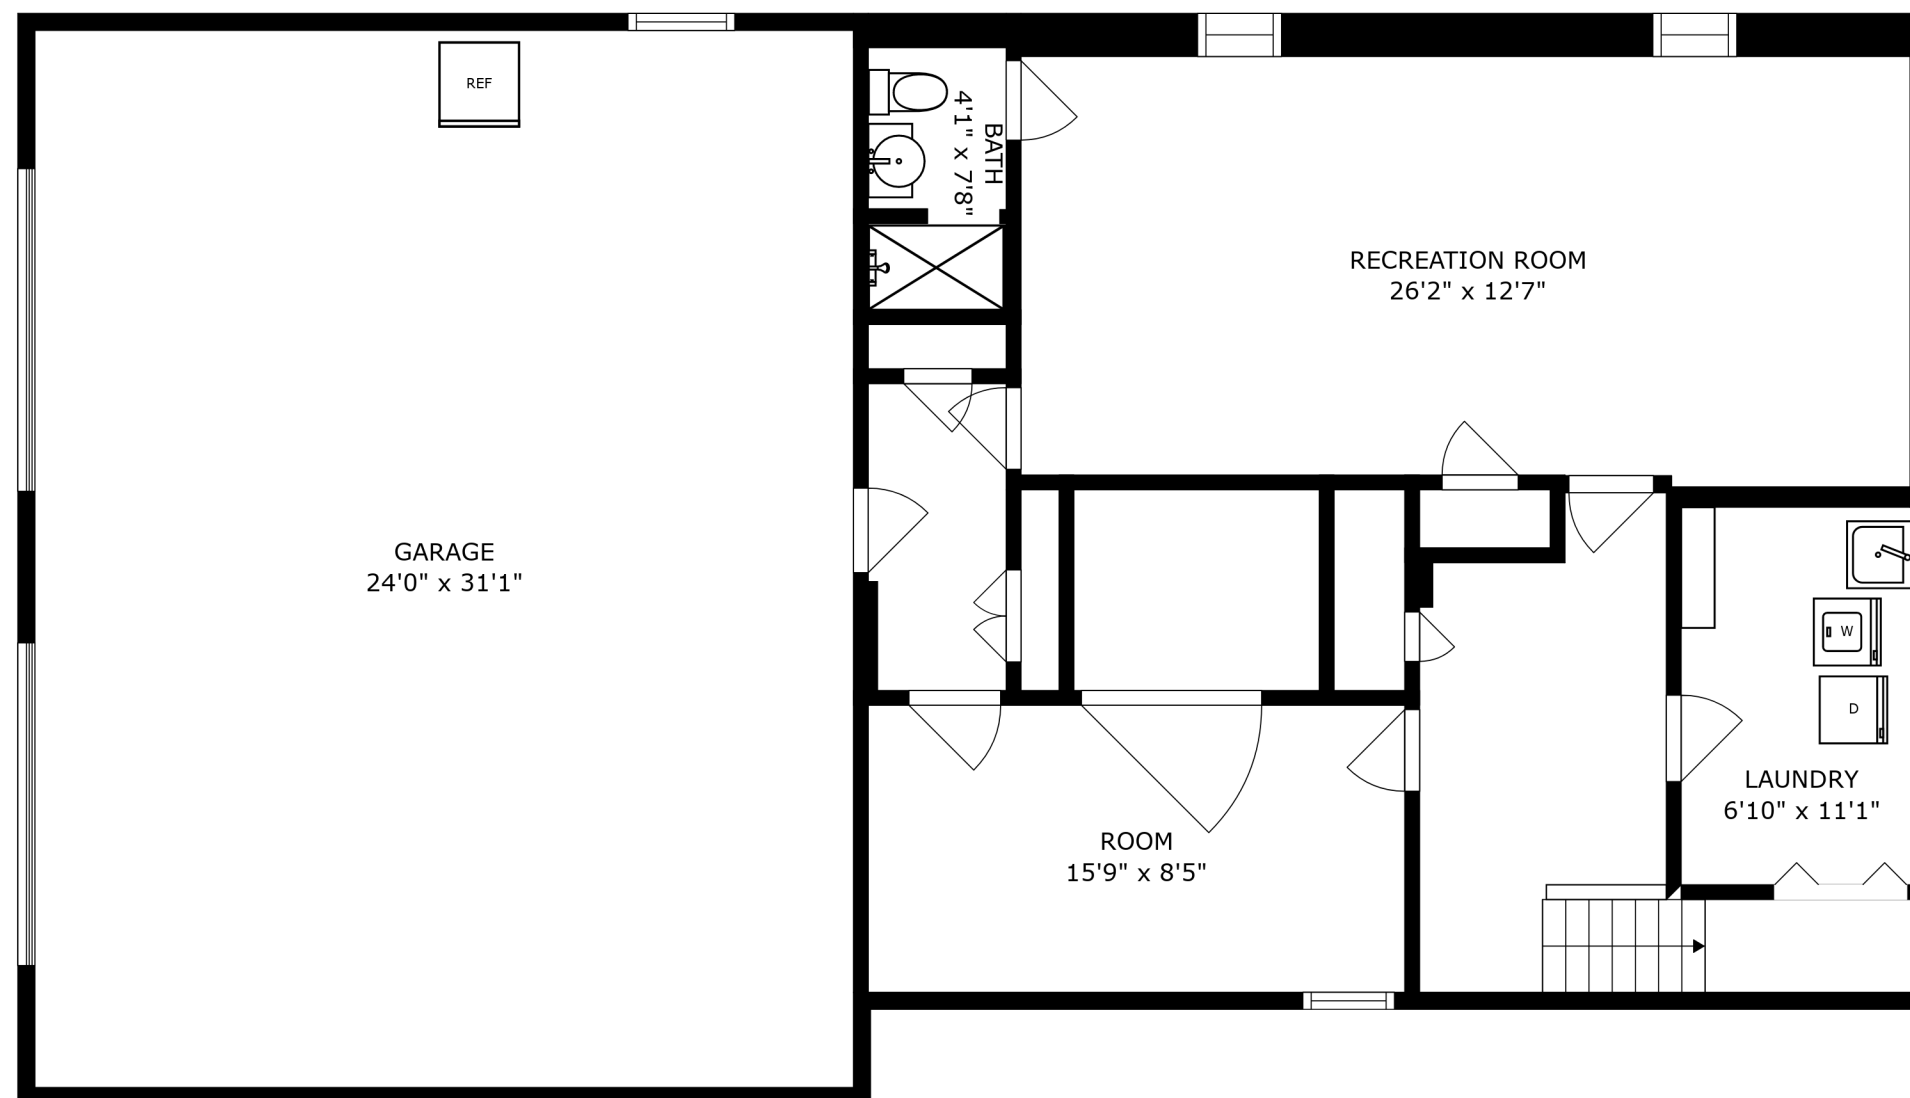 REF
BATH
4'1" x 7'8"
RECREATION ROOM
26'2" x 12'7"
GARAGE
24'0" x 31'1"
W
D
LAUNDRY
6'10" x 11'1"
ROOM
15'9" x 8'5"